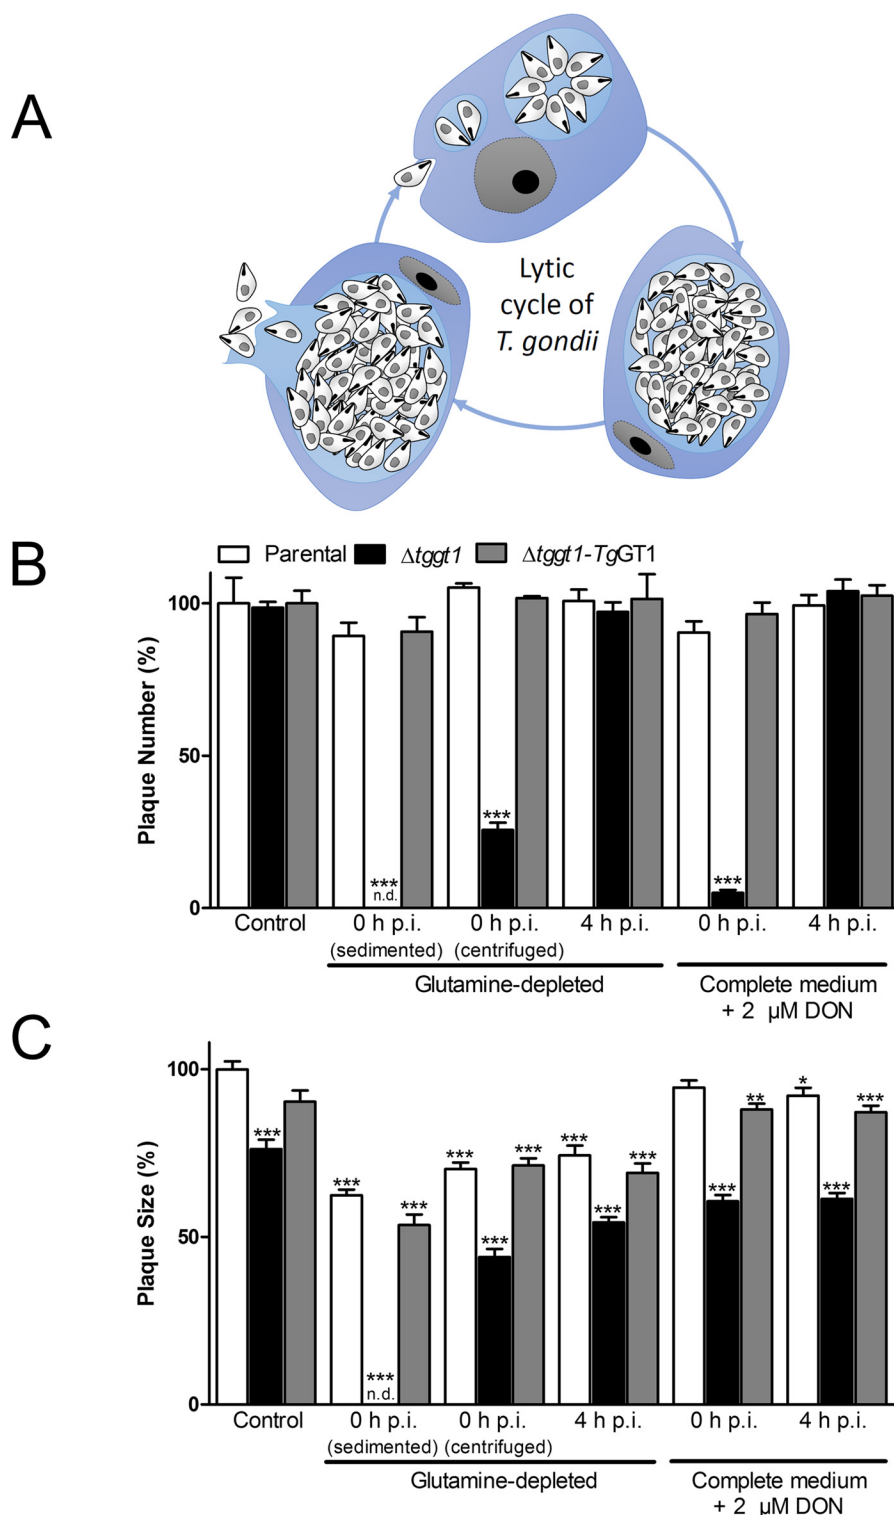 A
Lytic
cycle of
T. gondii
B
Parental Δtggt1 Δtggt1-TgGT1
Plaque Number (%)
100
50
0
***
n.d.
***
***
Control 0 h p.i. 0 h p.i. 4 h p.i. 0 h p.i. 4 h p.i.
(sedimented) (centrifuged)
Glutamine-depleted Complete medium
+ 2 µM DON
C
Plaque Size (%)
100
50
0
***
***
***
n.d.
***
***
***
***
***
***
***
***
**
*
***
***
Control 0 h p.i. 0 h p.i. 4 h p.i. 0 h p.i. 4 h p.i.
(sedimented) (centrifuged)
Glutamine-depleted Complete medium
+ 2 µM DON